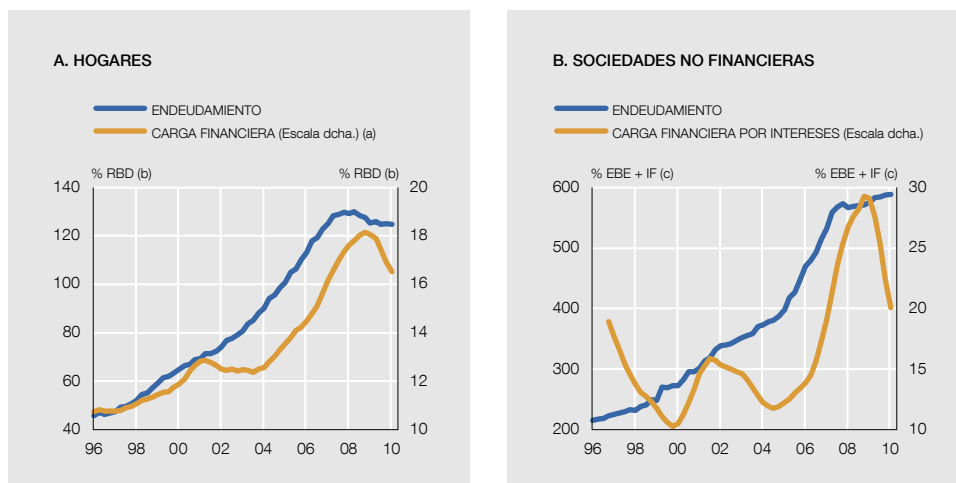 A. HOGARES
ENDEUDAMIENTO
CARGA FINANCIERA (Escala dcha.) (a)
% RBD (b) % RBD (b)
140 20
120 18
100 16
80 14
60 12
40 10
96 98 00 02 04 06 08 10
B. SOCIEDADES NO FINANCIERAS
ENDEUDAMIENTO
CARGA FINANCIERA POR INTERESES (Escala dcha.)
% EBE + IF (c) % EBE + IF (c)
600 30
500 25
400 20
300 15
200 10
96 98 00 02 04 06 08 10